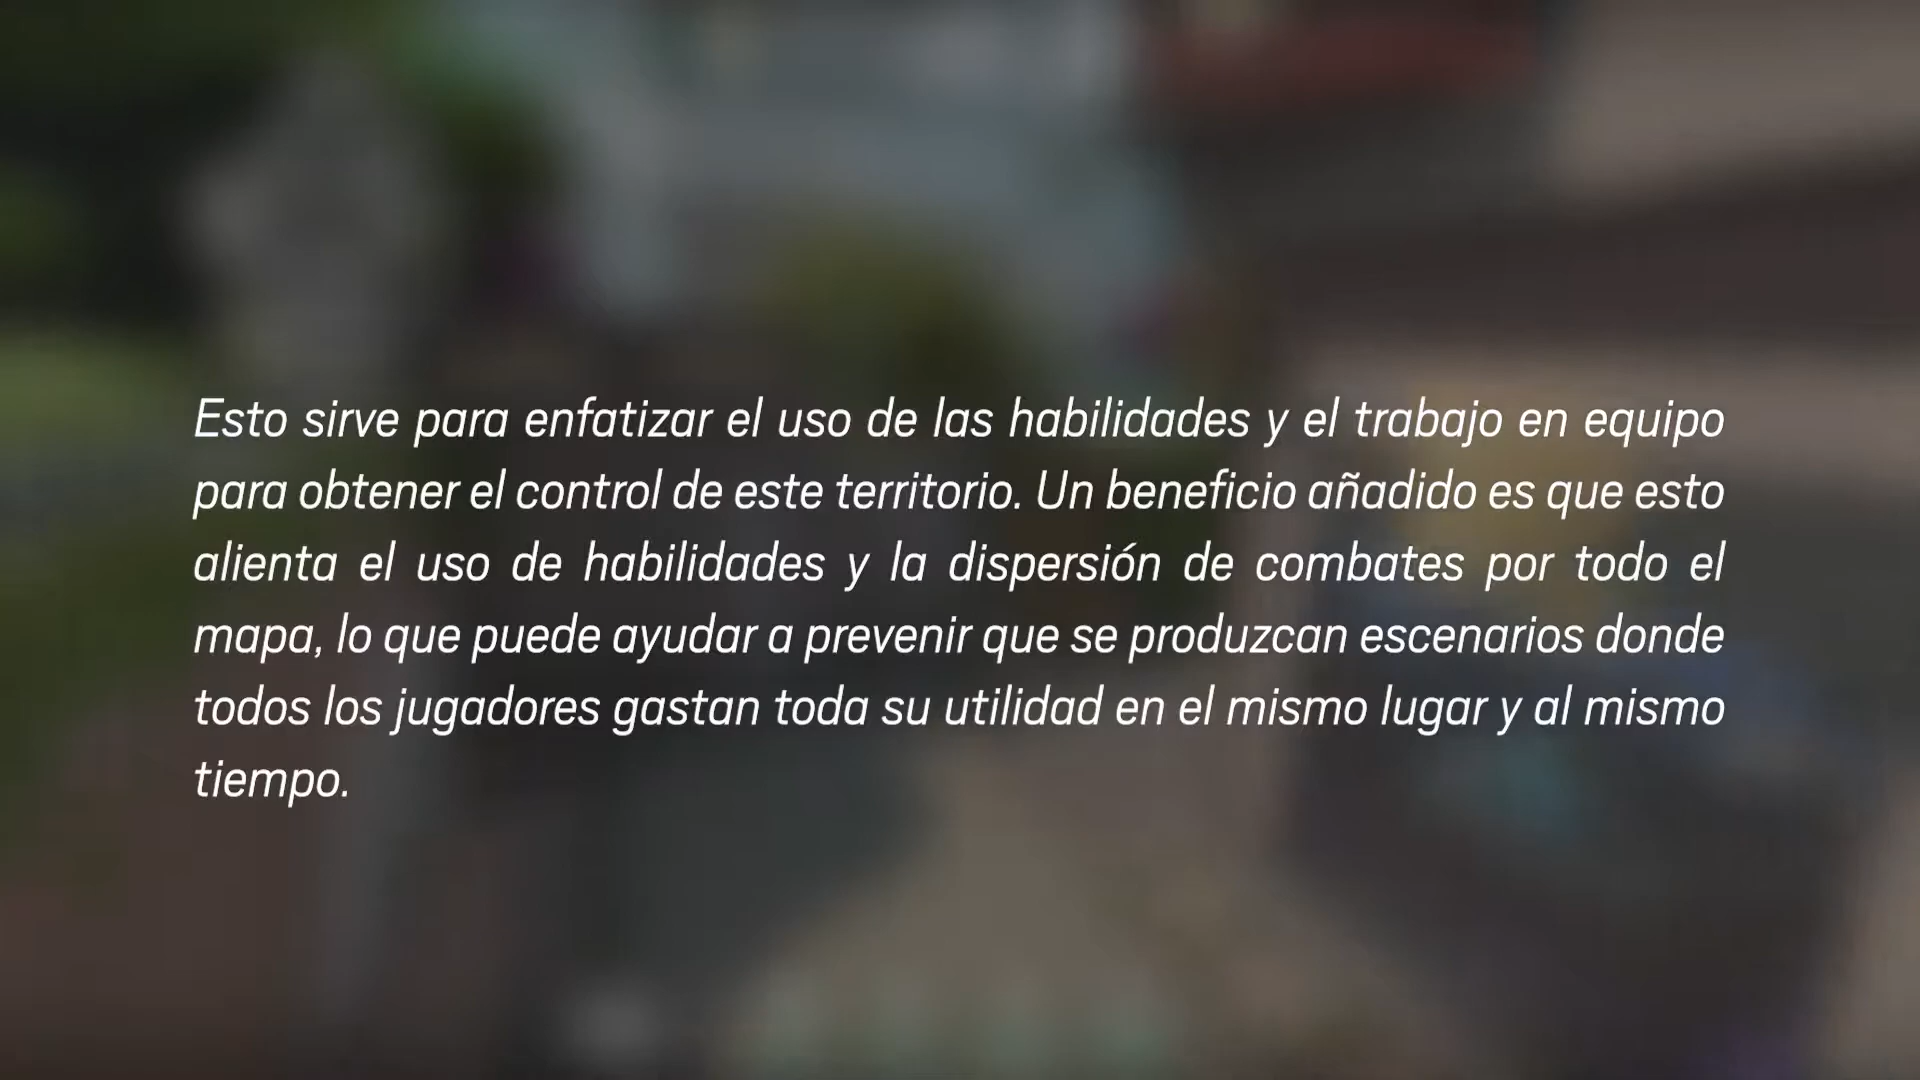 Esto sirve para enfatizar el uso de las habilidades y el trabajo en equipo
para obtener el control de este territorio. Un beneficio añadido es que esto
alienta el uso de habilidades y la dispersión de combates por todo el
mapa, lo que puede ayudar a prevenir que se produzcan escenarios donde
todos los jugadores gastan toda su utilidad en el mismo lugar y al mismo
tiempo.